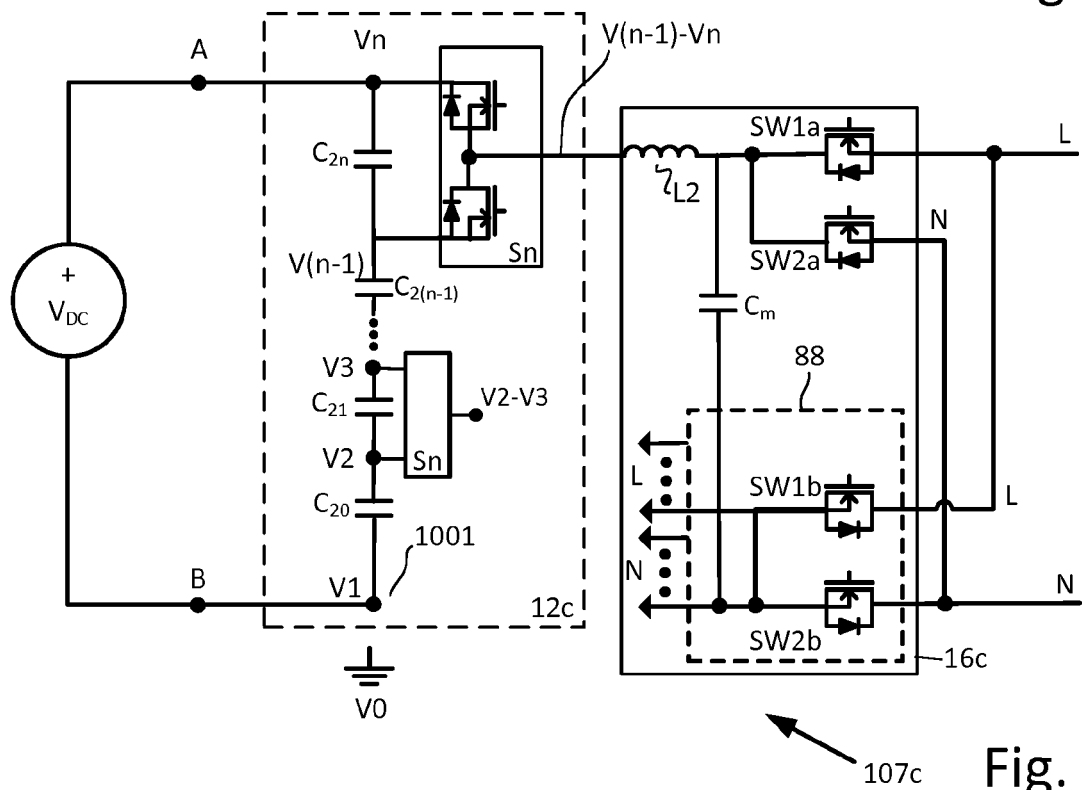 g
A
Vn
V(n-1)-Vn
C2n
Sn
V(n-1)
C2(n-1)
+
VDC
V3
C21
Sn
V2-V3
V2
C20
1001
B
V1
12c
V0
L2
SW1a
L
N
SW2a
Cm
88
L
SW1b
L
N
N
SW2b
16c
107c
Fig.